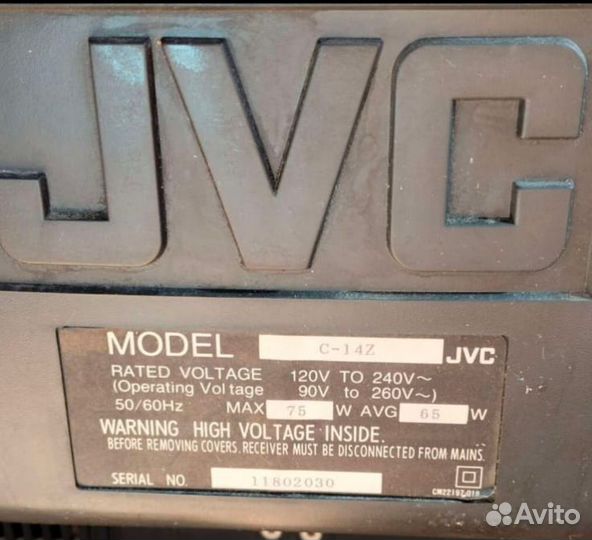 JVC
MODEL C-14Z JVC
RATED VOLTAGE 120V TO 240V~
(Operating Voltage 90V to 260V~)
50/60Hz MAX 75 W AVG 65 W
WARNING HIGH VOLTAGE INSIDE.
BEFORE REMOVING COVERS. RECEIVER MUST BE DISCONNECTED FROM MAINS.
SERIAL NO. 11802030
Avito